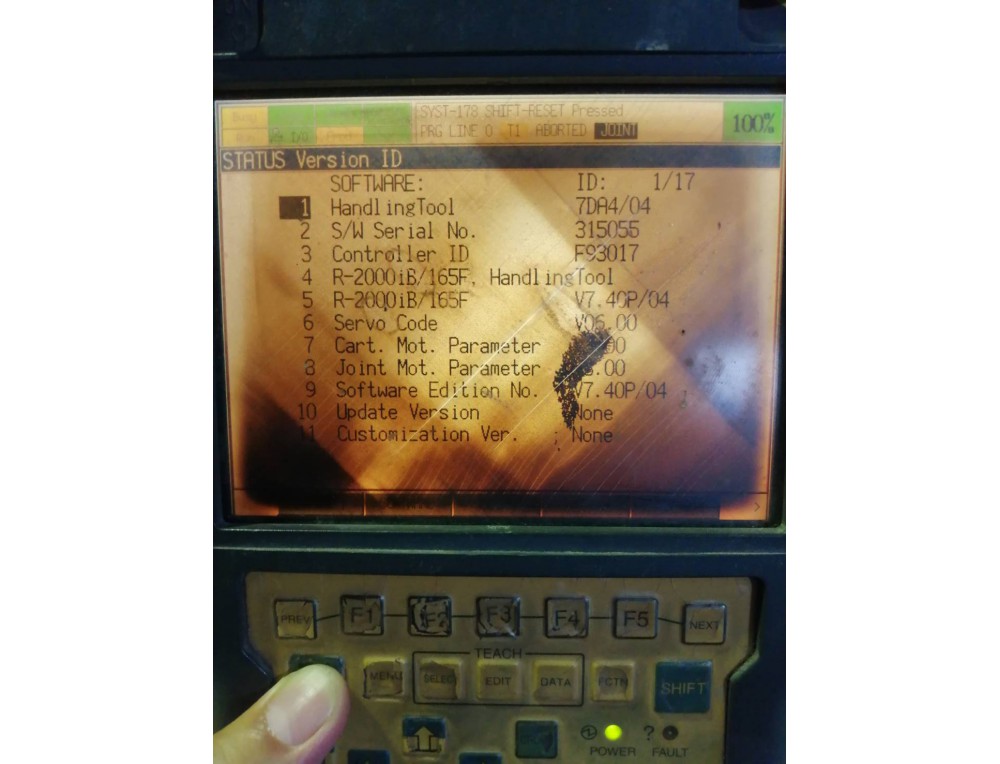 SYST-178 SHIFT-RESET Pressed
Busy
PRG LINE 0 T1 ABORTED JOINT
100%
I/O
STATUS Version ID
SOFTWARE: ID: 1/17
1 HandlingTool 7DA4/04
2 S/W Serial No. 315055
3 Controller ID F93017
4 R-2000iB/165F, HandlingTool
5 R-2000iB/165F V7.40P/04
6 Servo Code V06.00
7 Cart. Mot. Parameter 00
8 Joint Mot. Parameter .00
9 Software Edition No. V7.40P/04
10 Update Version None
11 Customization Ver. : None
>
PREV F1 F2 F3 F4 F5 NEXT
TEACH
MENU SELECT EDIT DATA FCTN SHIFT
?
POWER FAULT